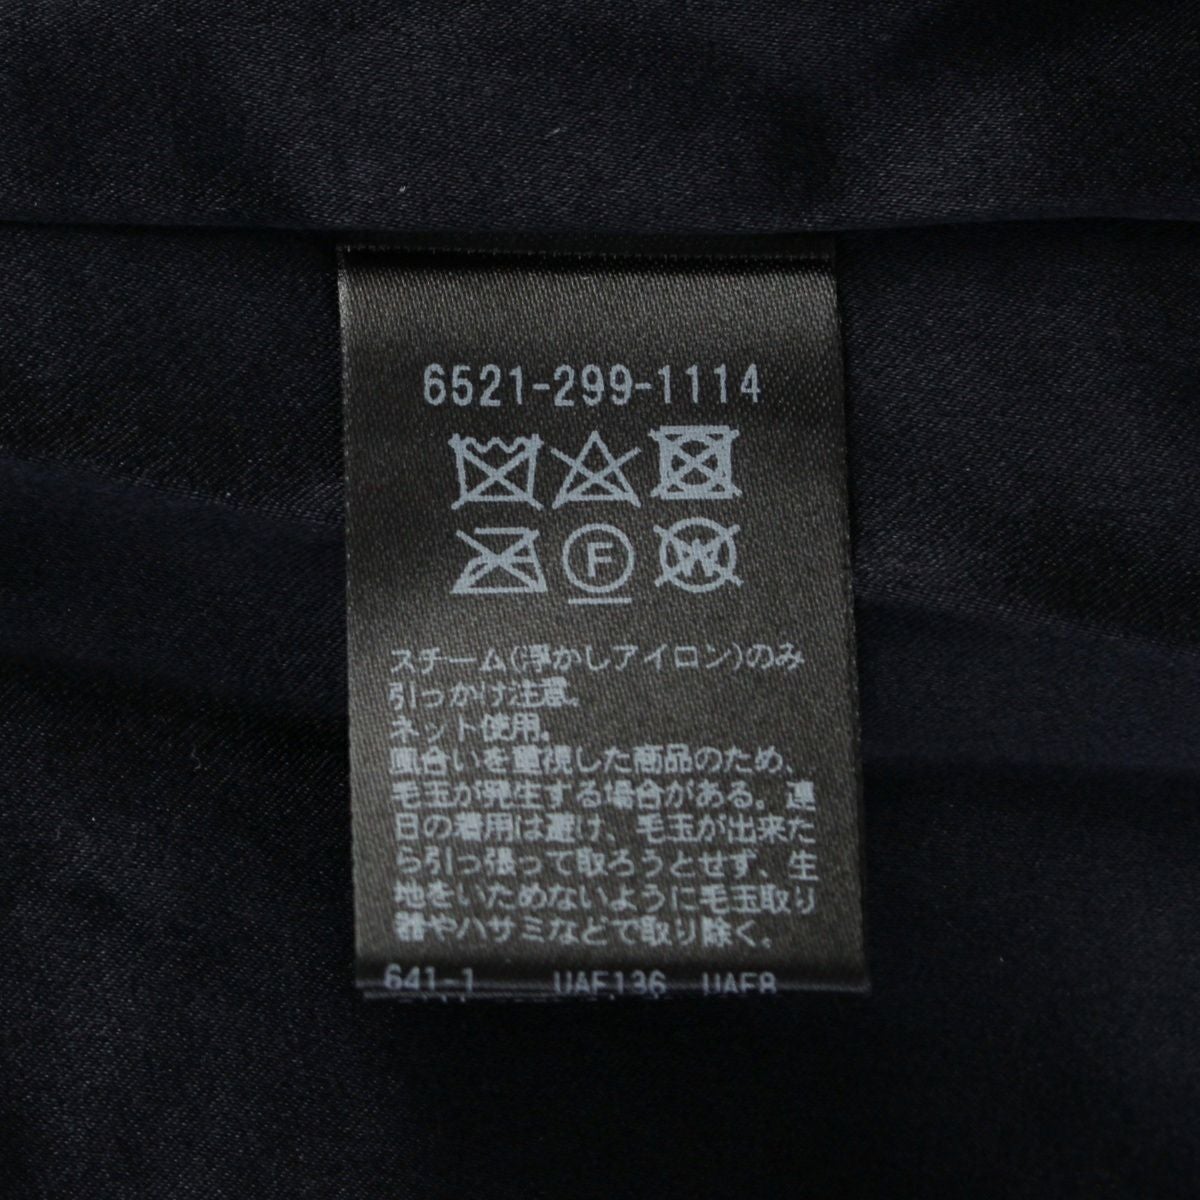 6521-299-1114
F
W
スチーム(浮かしアイロン)のみ
引っかけ注意。
ネット使用。
風合いを重視した商品のため、
毛玉が発生する場合がある。連
日の着用は避け、毛玉が出来た
ら引っ張って取ろうとせず、生
地をいためないように毛玉取り
器やハサミなどで取り除く。
641-1 UAF136 UAFB